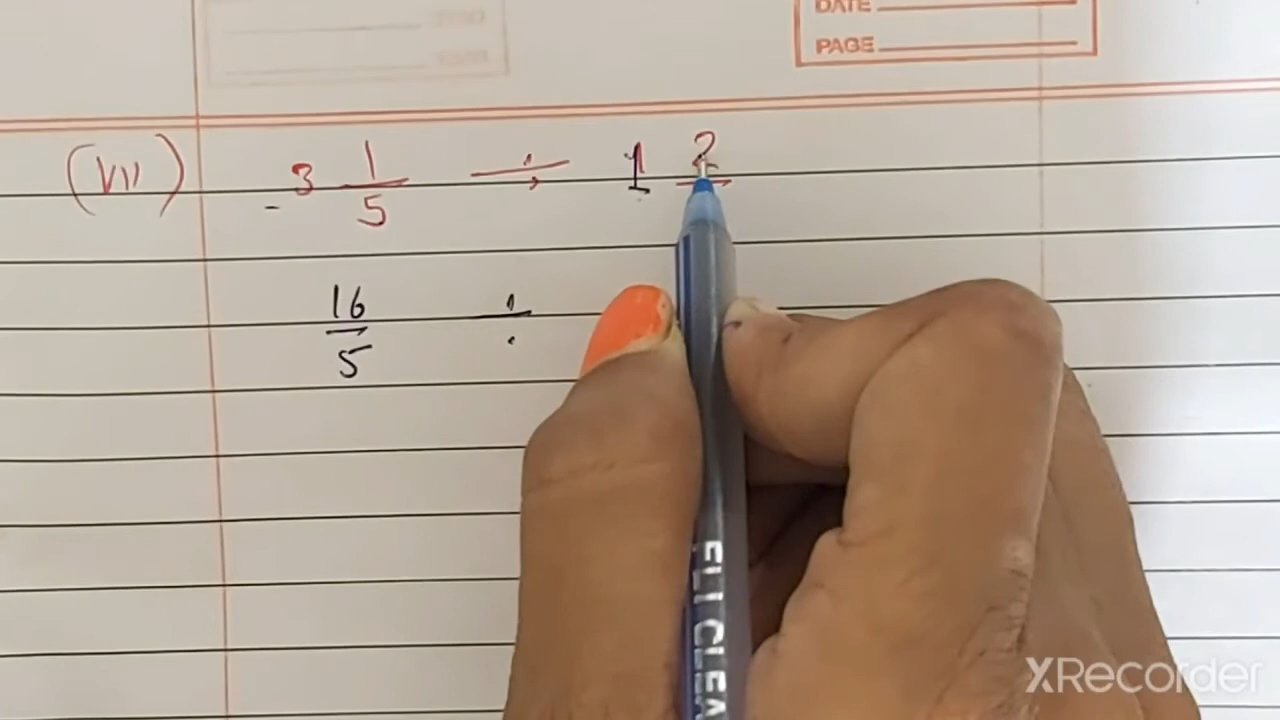 DATE
PAGE
(VII) 3 1/5 ÷ 1 2
16/5 ÷
ELI CLEA
XRecorder